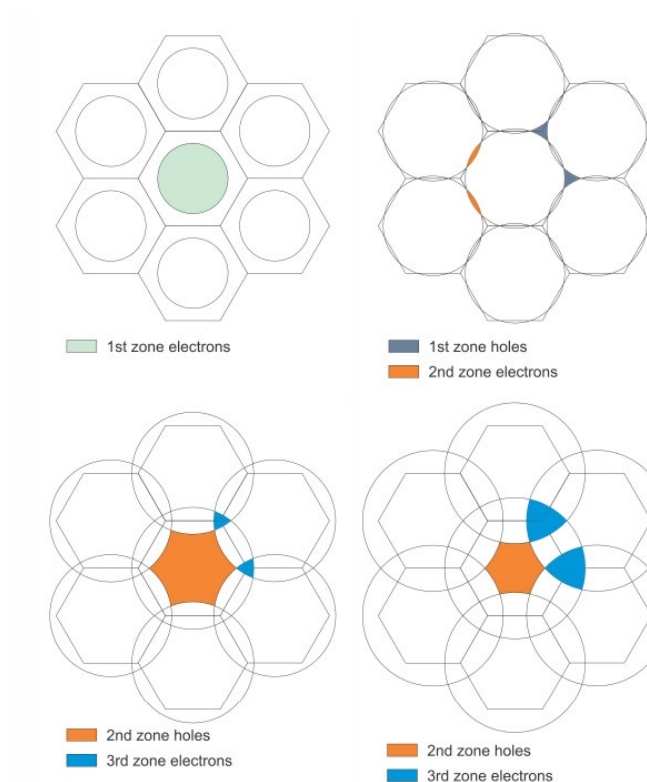 1st zone electrons
1st zone holes
2nd zone electrons
2nd zone holes
3rd zone electrons
2nd zone holes
3rd zone electrons